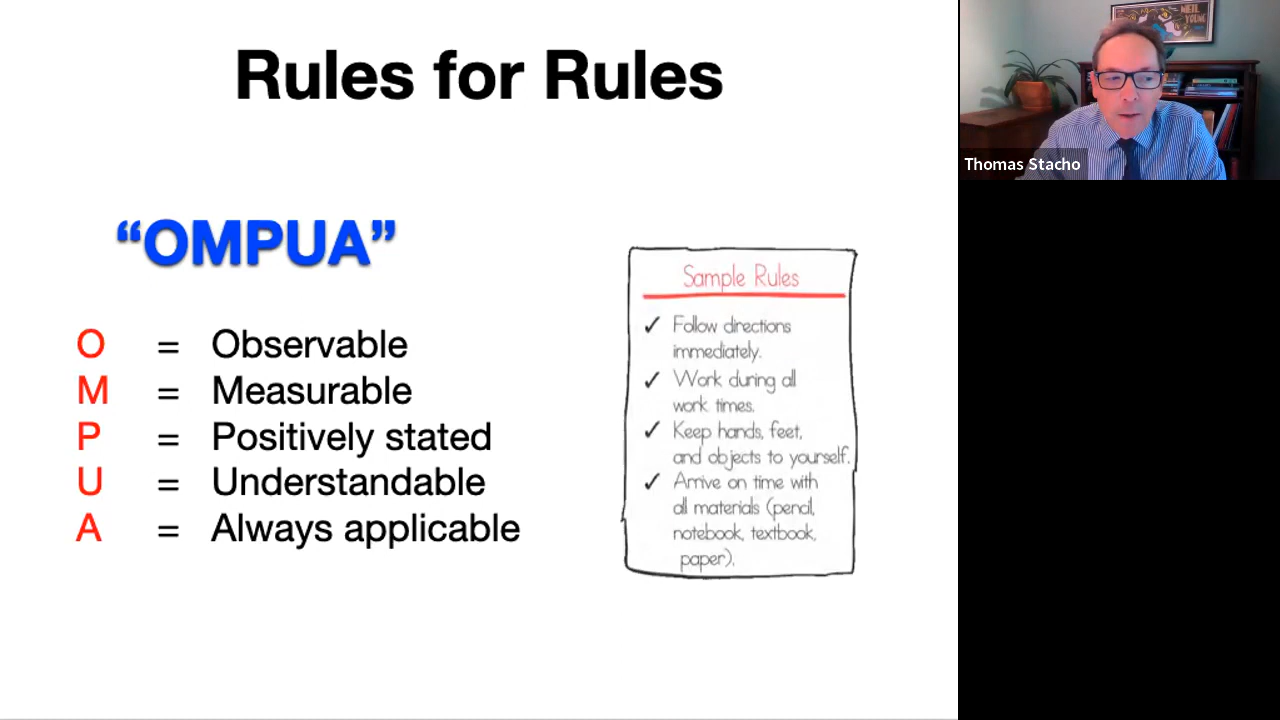 Rules for Rules
“OMPUA”
O = Observable
M = Measurable
P = Positively stated
U = Understandable
A = Always applicable
Sample Rules
✓ Follow directions
immediately.
✓ Work during all
work times.
✓ Keep hands, feet,
and objects to yourself.
✓ Arrive on time with
all materials (pencil,
notebook, textbook,
paper).
NEIL
YOUNG
Thomas Stacho